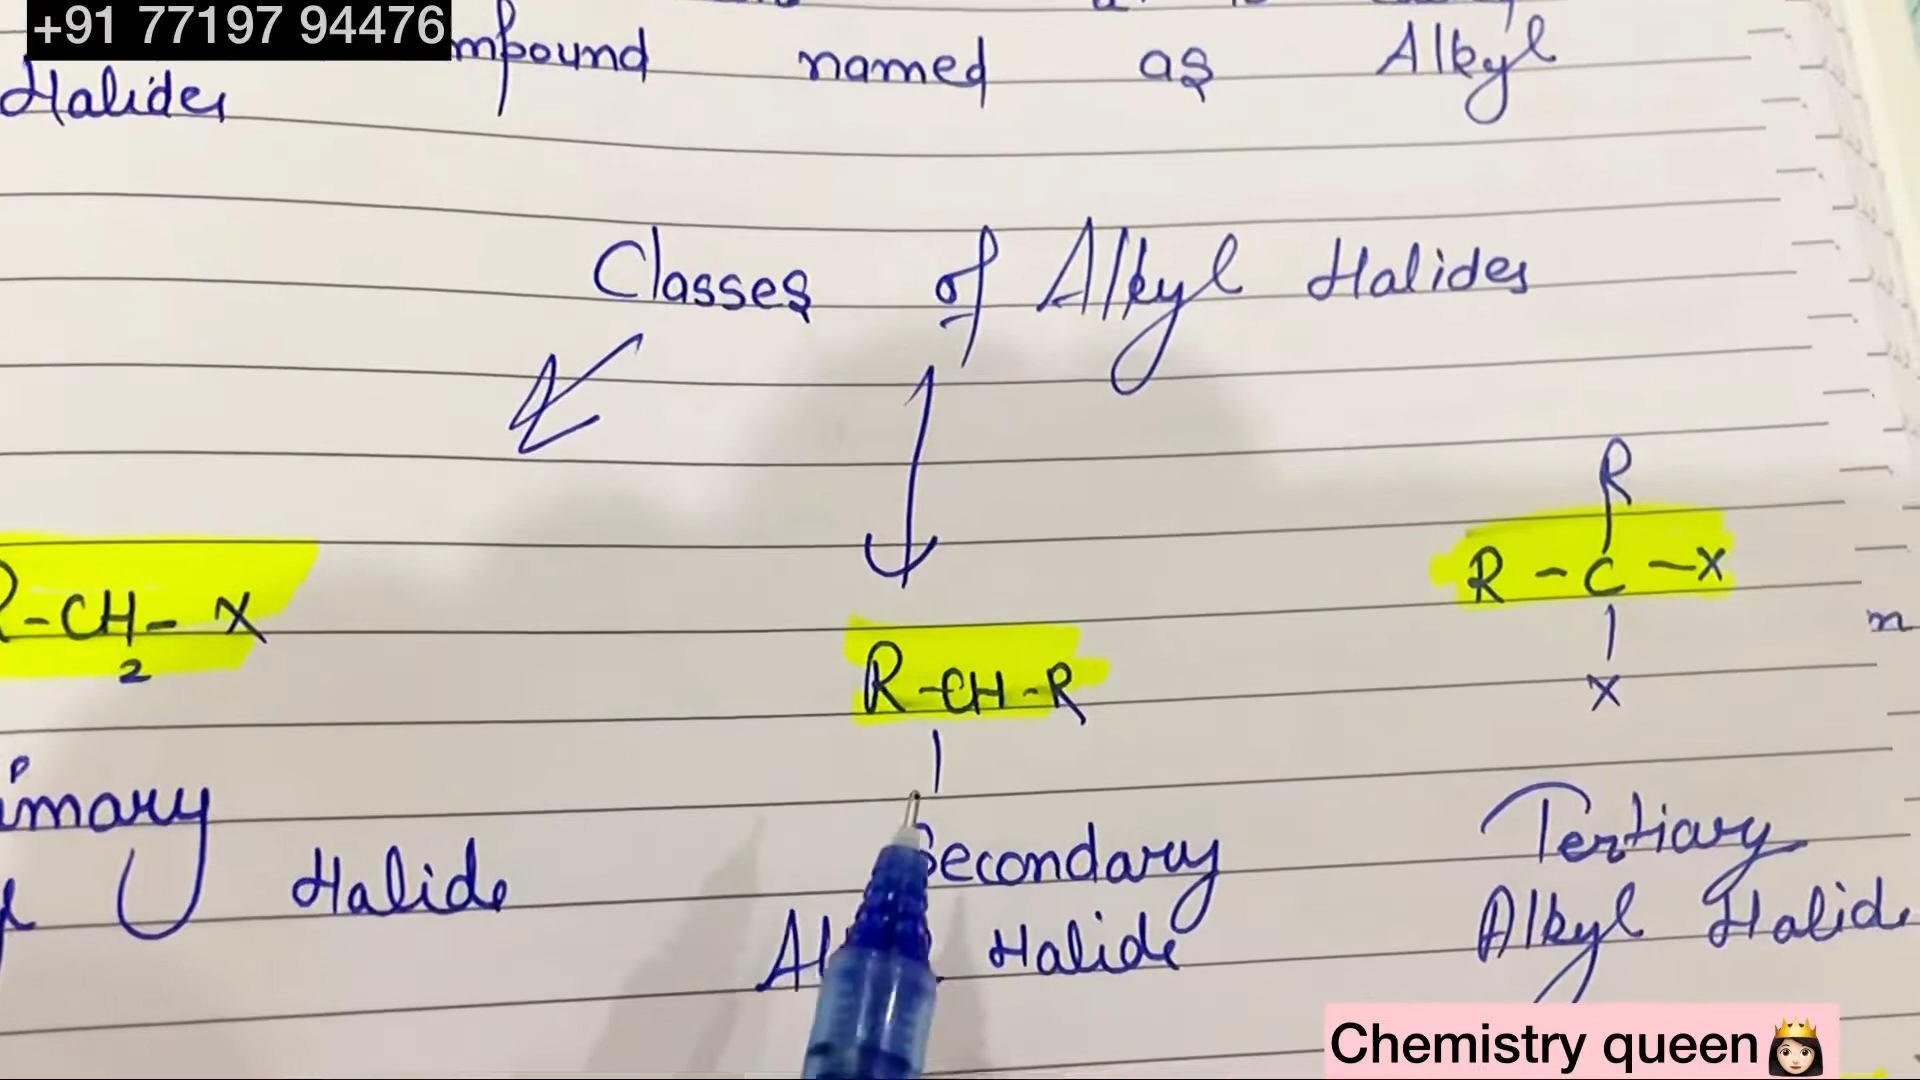 +91 77197 94476
mpound named as Alkyl
Halides
Classes of Alkyl Halides
R
R - C - X
R - CH2 - X
X
R - CH - R
imary
Halide
Secondary
Halide
Tertiary
Alkyl Halide
Chemistry queen👸🏻